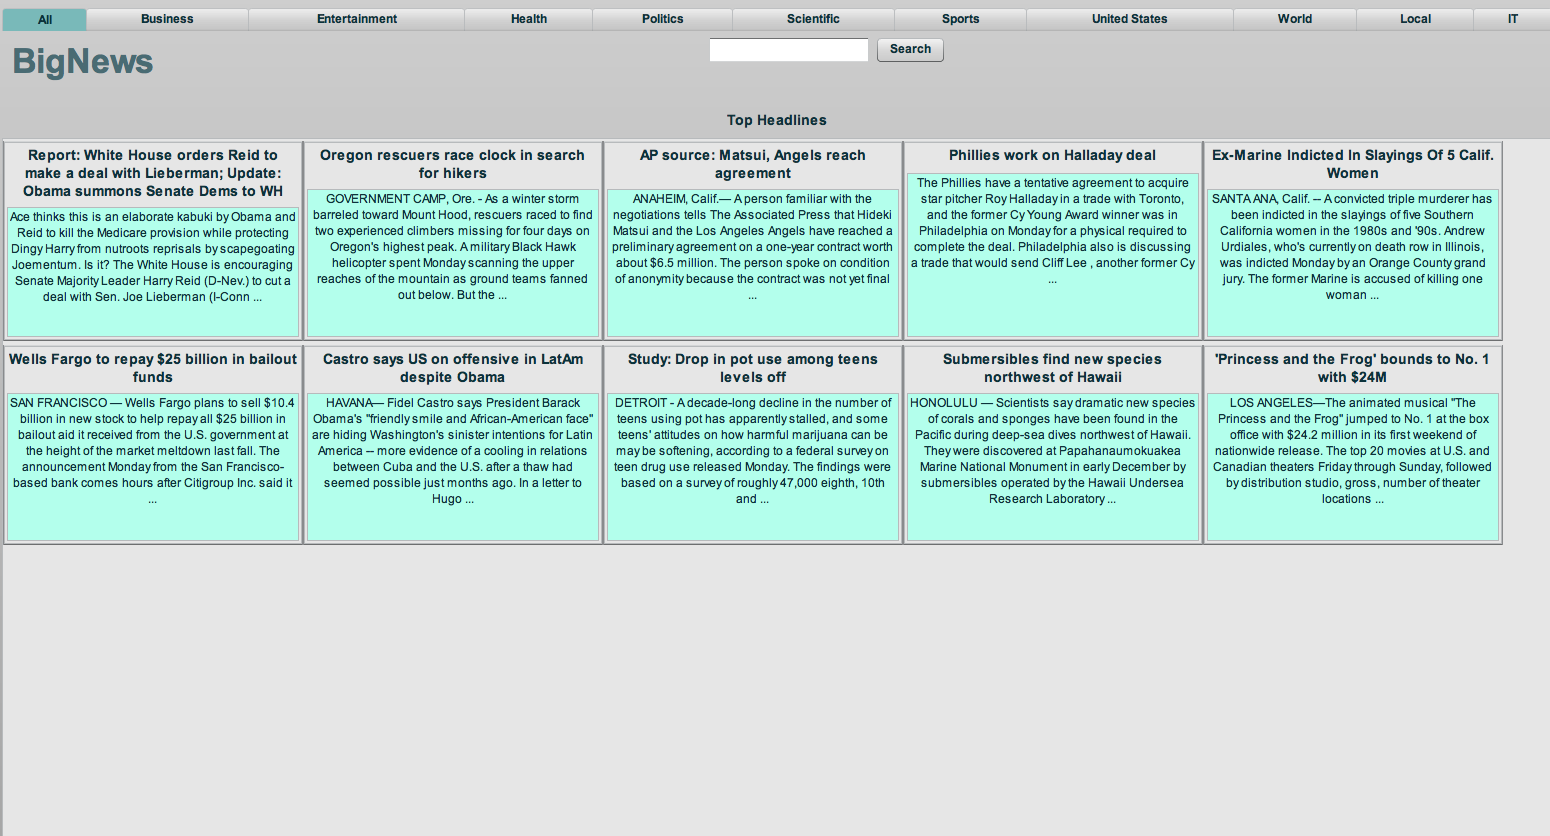 All Business Entertainment Health Politics Scientific Sports United States World Local IT
BigNews
Search
Top Headlines
Report: White House orders Reid to
make a deal with Lieberman; Update:
Obama summons Senate Dems to WH
Ace thinks this is an elaborate kabuki by Obama and
Reid to kill the Medicare provision while protecting
Dingy Harry from nutroots reprisals by scapegoating
Joementum. Is it? The White House is encouraging
Senate Majority Leader Harry Reid (D-Nev.) to cut a
deal with Sen. Joe Lieberman (I-Conn ...
Oregon rescuers race clock in search
for hikers
GOVERNMENT CAMP, Ore. - As a winter storm
barreled toward Mount Hood, rescuers raced to find
two experienced climbers missing for four days on
Oregon's highest peak. A military Black Hawk
helicopter spent Monday scanning the upper
reaches of the mountain as ground teams fanned
out below. But the ...
AP source: Matsui, Angels reach
agreement
ANAHEIM, Calif.— A person familiar with the
negotiations tells The Associated Press that Hideki
Matsui and the Los Angeles Angels have reached a
preliminary agreement on a one-year contract worth
about $6.5 million. The person spoke on condition
of anonymity because the contract was not yet final
...
Phillies work on Halladay deal
The Phillies have a tentative agreement to acquire
star pitcher Roy Halladay in a trade with Toronto,
and the former Cy Young Award winner was in
Philadelphia on Monday for a physical required to
complete the deal. Philadelphia also is discussing
a trade that would send Cliff Lee , another former Cy
...
Ex-Marine Indicted In Slayings Of 5 Calif.
Women
SANTA ANA, Calif. -- A convicted triple murderer has
been indicted in the slayings of five Southern
California women in the 1980s and '90s. Andrew
Urdiales, who's currently on death row in Illinois,
was indicted Monday by an Orange County grand
jury. The former Marine is accused of killing one
woman ...
Wells Fargo to repay $25 billion in bailout
funds
SAN FRANCISCO — Wells Fargo plans to sell $10.4
billion in new stock to help repay all $25 billion in
bailout aid it received from the U.S. government at
the height of the market meltdown last fall. The
announcement Monday from the San Francisco-
based bank comes hours after Citigroup Inc. said it
...
Castro says US on offensive in LatAm
despite Obama
HAVANA— Fidel Castro says President Barack
Obama's "friendly smile and African-American face"
are hiding Washington's sinister intentions for Latin
America -- more evidence of a cooling in relations
between Cuba and the U.S. after a thaw had
seemed possible just months ago. In a letter to
Hugo ...
Study: Drop in pot use among teens
levels off
DETROIT - A decade-long decline in the number of
teens using pot has apparently stalled, and some
teens' attitudes on how harmful marijuana can be
may be softening, according to a federal survey on
teen drug use released Monday. The findings were
based on a survey of roughly 47,000 eighth, 10th
and ...
Submersibles find new species
northwest of Hawaii
HONOLULU — Scientists say dramatic new species
of corals and sponges have been found in the
Pacific during deep-sea dives northwest of Hawaii.
They were discovered at Papahanaumokuakea
Marine National Monument in early December by
submersibles operated by the Hawaii Undersea
Research Laboratory ...
'Princess and the Frog' bounds to No. 1
with $24M
LOS ANGELES—The animated musical "The
Princess and the Frog" jumped to No. 1 at the box
office with $24.2 million in its first weekend of
nationwide release. The top 20 movies at U.S. and
Canadian theaters Friday through Sunday, followed
by distribution studio, gross, number of theater
locations ...